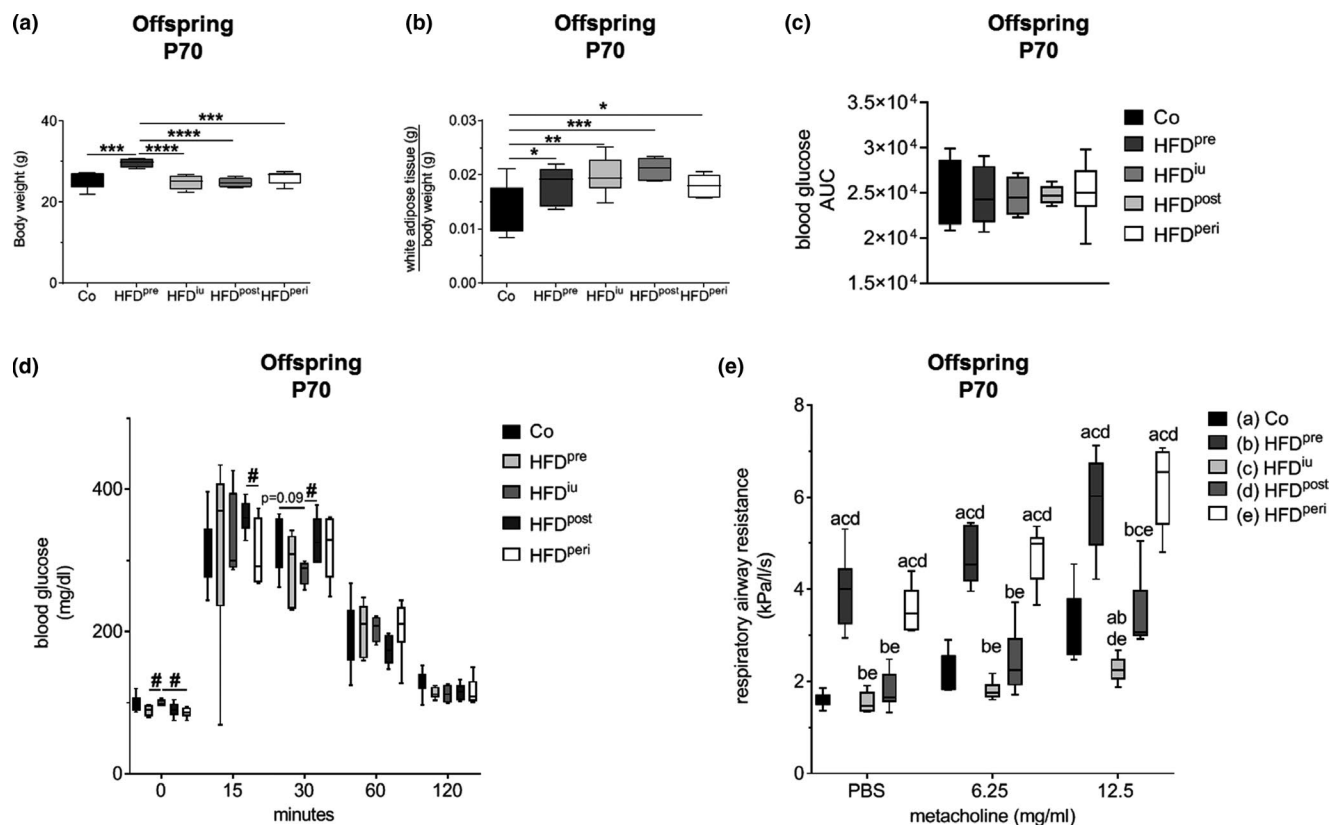 (a)
Offspring
P70
Body weight (g)
40
20
0
***
****
****
***
Co HFDpre HFDiu HFDpost HFDperi
(b)
Offspring
P70
white adipose tissue (g)
body weight (g)
0.03
0.02
0.01
0.00
*
***
**
*
Co HFDpre HFDiu HFDpost HFDperi
(c)
Offspring
P70
blood glucose
AUC
3.5×10⁴
3×10⁴
2.5×10⁴
2×10⁴
1.5×10⁴
Co
HFDpre
HFDiu
HFDpost
HFDperi
(d)
Offspring
P70
blood glucose
(mg/dl)
400
200
0
# #
#
p=0.09 #
0 15 30 60 120
minutes
Co
HFDpre
HFDiu
HFDpost
HFDperi
(e)
Offspring
P70
respiratory airway resistance
(kPa/l/s)
8
6
4
2
0
acd be be acd
acd be be acd
acd ab
de bce acd
PBS 6.25 12.5
metacholine (mg/ml)
(a) Co
(b) HFDpre
(c) HFDiu
(d) HFDpost
(e) HFDperi